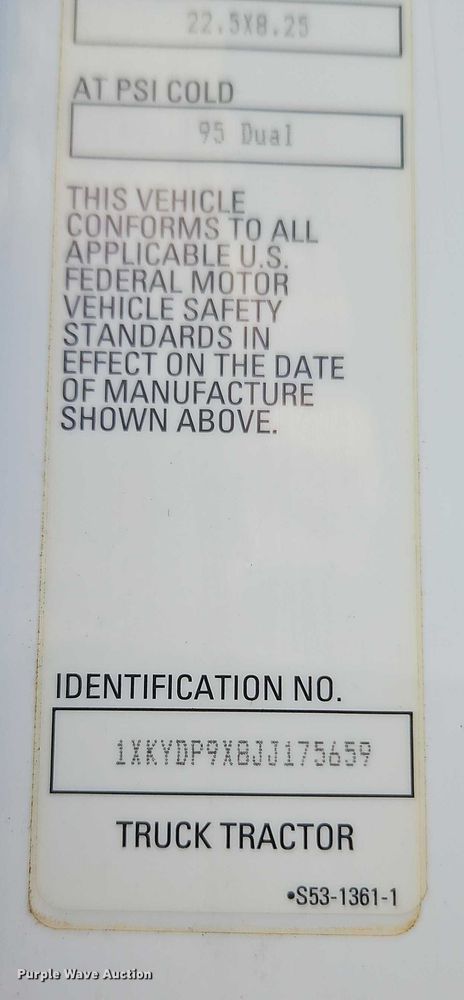 22.5X8.25
AT PSI COLD
95 Dual
THIS VEHICLE
CONFORMS TO ALL
APPLICABLE U.S.
FEDERAL MOTOR
VEHICLE SAFETY
STANDARDS IN
EFFECT ON THE DATE
OF MANUFACTURE
SHOWN ABOVE.
IDENTIFICATION NO.
1XKYDP9X8JJ175659
TRUCK TRACTOR
•S53-1361-1
Purple Wave Auction